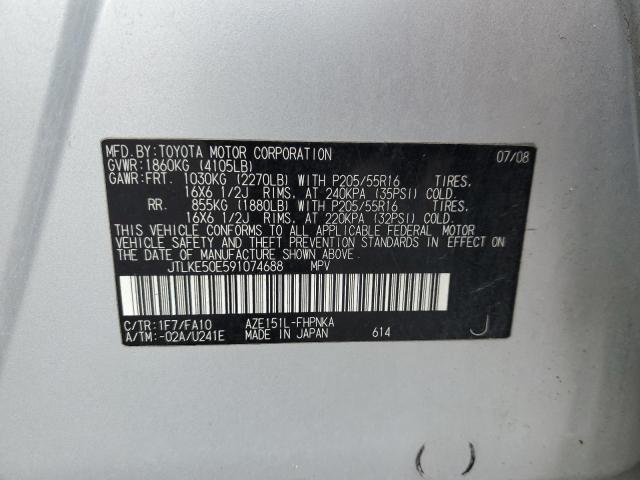 MFD.BY:TOYOTA MOTOR CORPORATION 07/08
GVWR:1860KG (4105LB)
GAWR:FRT. 1030KG (2270LB) WITH P205/55R16 TIRES.
16X6 1/2J RIMS. AT 240KPA (35PSI) COLD.
RR. 855KG (1880LB) WITH P205/55R16 TIRES.
16X6 1/2J RIMS. AT 220KPA (32PSI) COLD.
THIS VEHICLE CONFORMS TO ALL APPLICABLE FEDERAL MOTOR
VEHICLE SAFETY AND THEFT PREVENTION STANDARDS IN EFFECT ON
THE DATE OF MANUFACTURE SHOWN ABOVE.
JTLKE50E591074688 MPV
C/TR:1F7/FA10 AZE151L-FHPNKA
A/TM:-02A/U241E MADE IN JAPAN 614 J